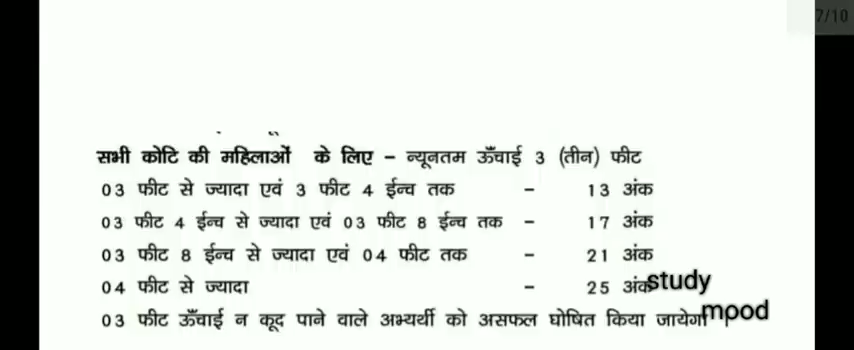 7/10
सभी कोटि की महिलाओं के लिए – न्यूनतम ऊँचाई 3 (तीन) फीट
03 फीट से ज्यादा एवं 3 फीट 4 ईन्च तक – 13 अंक
03 फीट 4 ईन्च से ज्यादा एवं 03 फीट 8 ईन्च तक – 17 अंक
03 फीट 8 ईन्च से ज्यादा एवं 04 फीट तक – 21 अंक
04 फीट से ज्यादा – 25 अंक
study
03 फीट ऊँचाई न कूद पाने वाले अभ्यर्थी को असफल घोषित किया जायेगा।
mpod